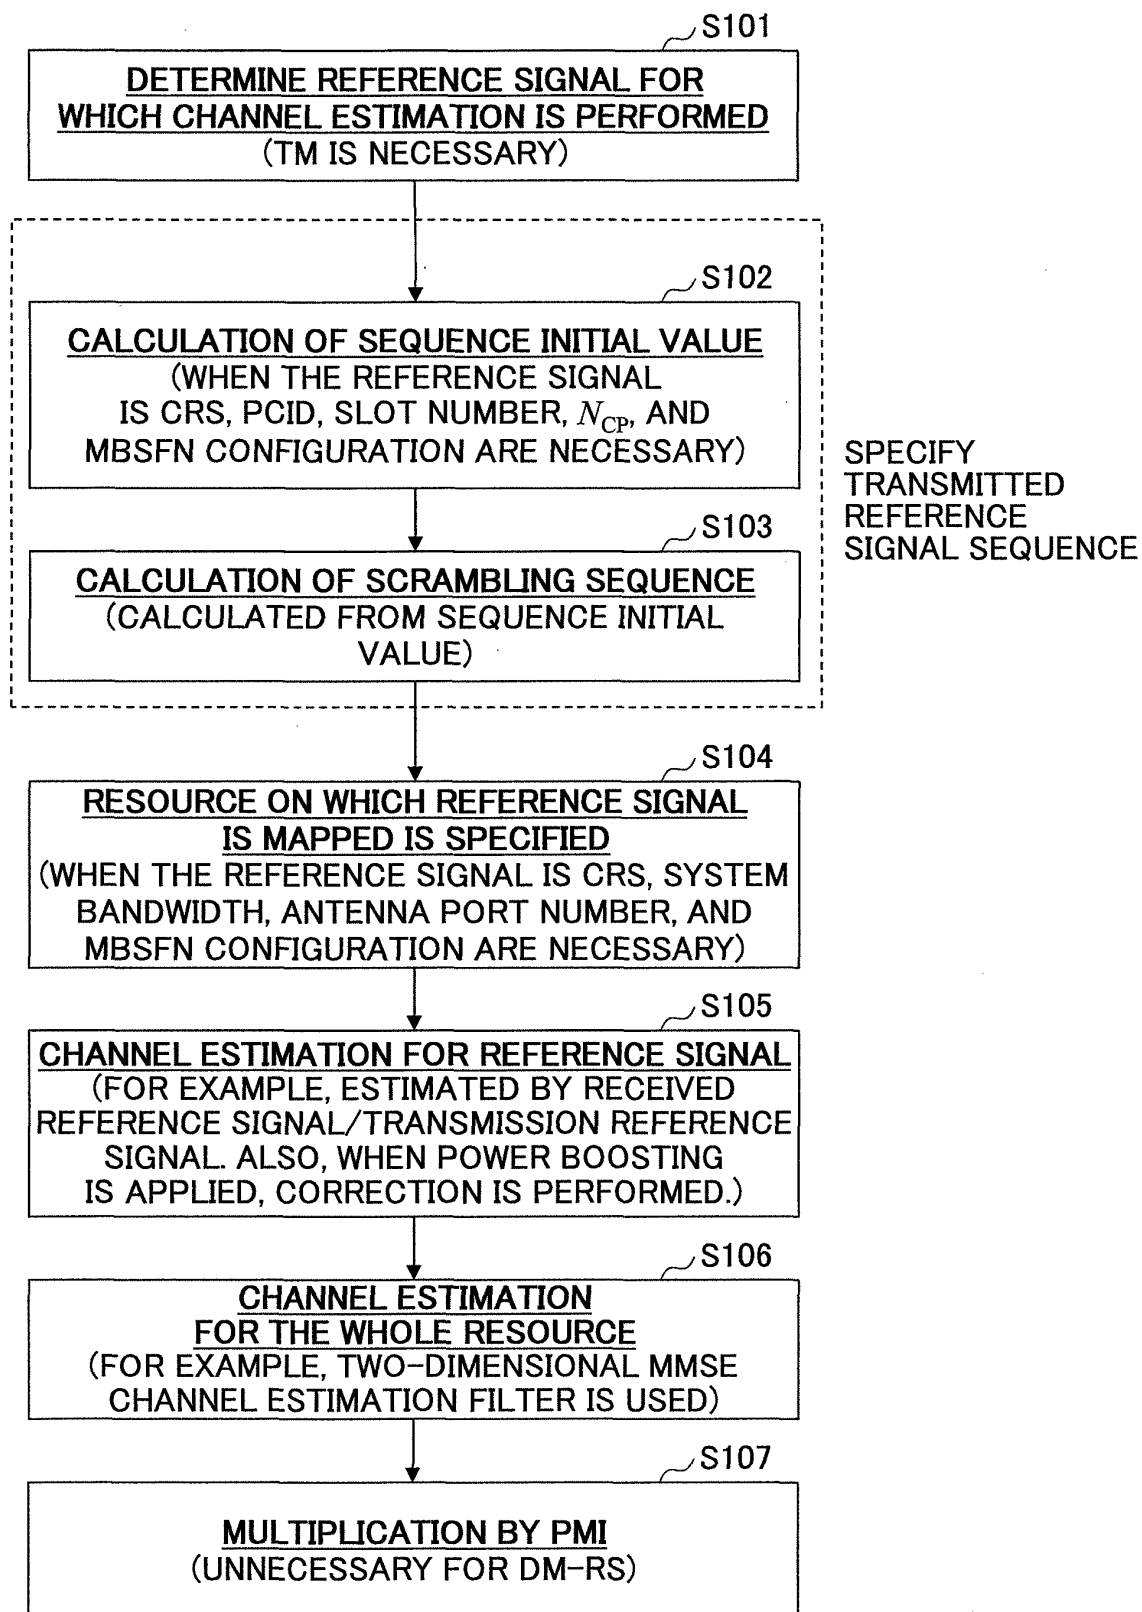 S101
DETERMINE REFERENCE SIGNAL FOR
WHICH CHANNEL ESTIMATION IS PERFORMED
(TM IS NECESSARY)
S102
CALCULATION OF SEQUENCE INITIAL VALUE
(WHEN THE REFERENCE SIGNAL
IS CRS, PCID, SLOT NUMBER, N_CP, AND
MBSFN CONFIGURATION ARE NECESSARY)
S103
CALCULATION OF SCRAMBLING SEQUENCE
(CALCULATED FROM SEQUENCE INITIAL
VALUE)
SPECIFY
TRANSMITTED
REFERENCE
SIGNAL SEQUENCE
S104
RESOURCE ON WHICH REFERENCE SIGNAL
IS MAPPED IS SPECIFIED
(WHEN THE REFERENCE SIGNAL IS CRS, SYSTEM
BANDWIDTH, ANTENNA PORT NUMBER, AND
MBSFN CONFIGURATION ARE NECESSARY)
S105
CHANNEL ESTIMATION FOR REFERENCE SIGNAL
(FOR EXAMPLE, ESTIMATED BY RECEIVED
REFERENCE SIGNAL/TRANSMISSION REFERENCE
SIGNAL. ALSO, WHEN POWER BOOSTING
IS APPLIED, CORRECTION IS PERFORMED.)
S106
CHANNEL ESTIMATION
FOR THE WHOLE RESOURCE
(FOR EXAMPLE, TWO-DIMENSIONAL MMSE
CHANNEL ESTIMATION FILTER IS USED)
S107
MULTIPLICATION BY PMI
(UNNECESSARY FOR DM-RS)